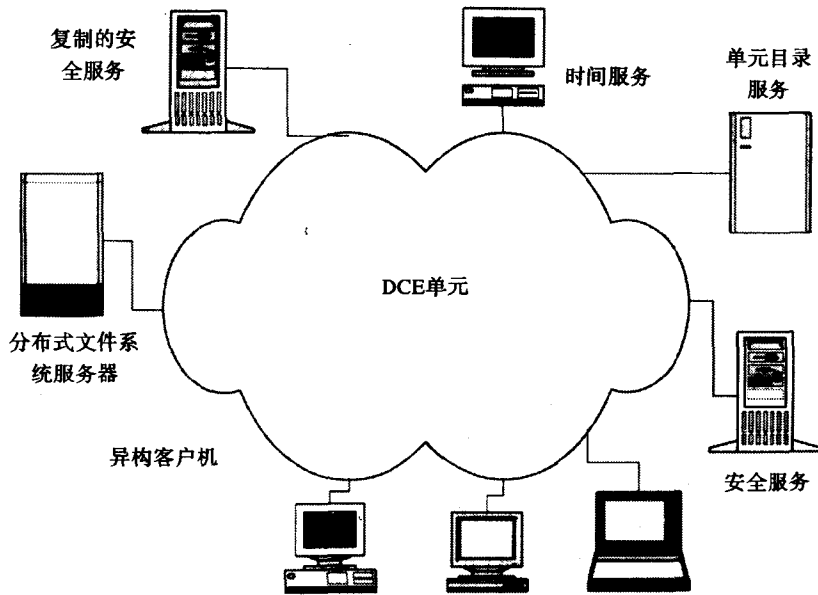 复制的安
全服务
时间服务
单元目录
服务
DCE单元
分布式文件系
统服务器
异构客户机
安全服务